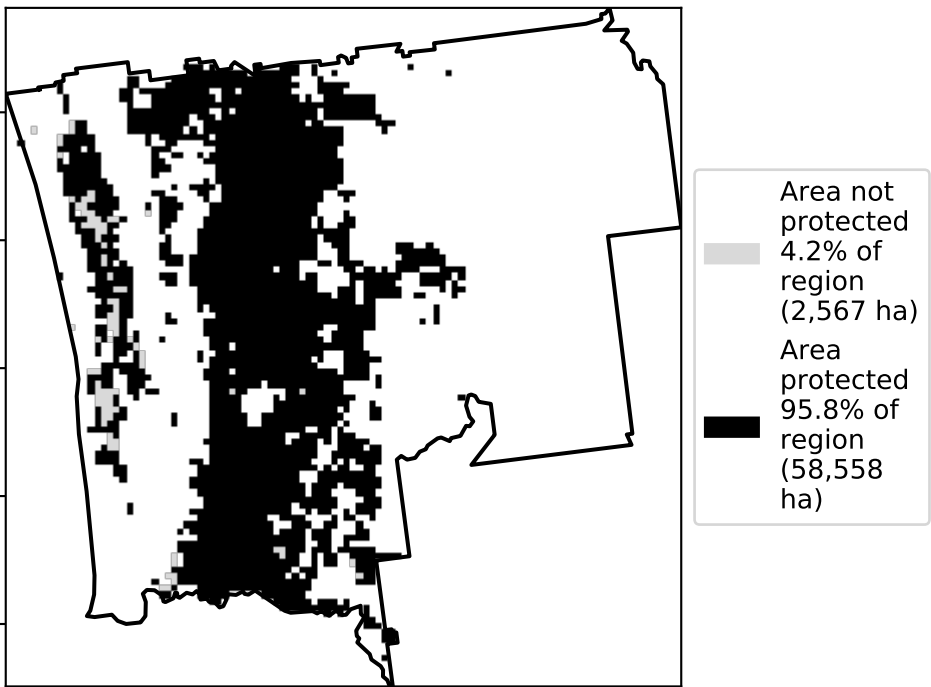 Area not
protected
4.2% of
region
(2,567 ha)
Area
protected
95.8% of
region
(58,558
ha)